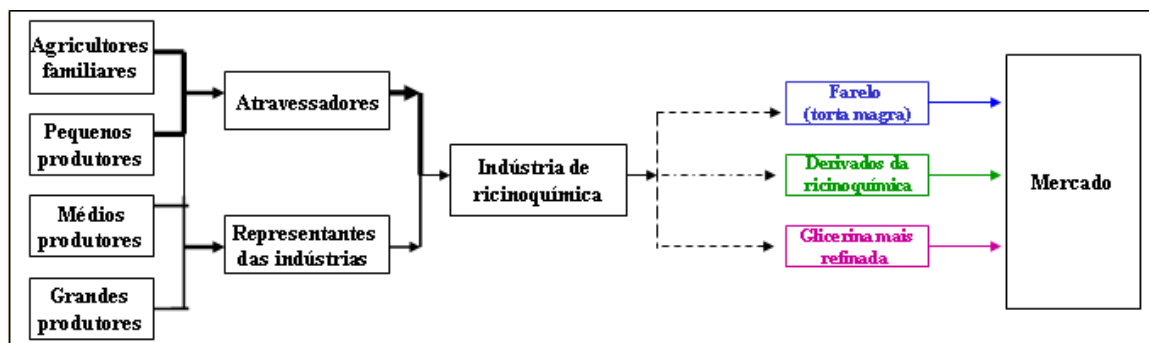 Agricultores
familiares
Pequenos
produtores
Médios
produtores
Grandes
produtores
Atravessadores
Representantes
das indústrias
Indústria de
ricinoquímica
Farelo
(torta magra)
Derivados da
ricinoquímica
Glicerina mais
refinada
Mercado